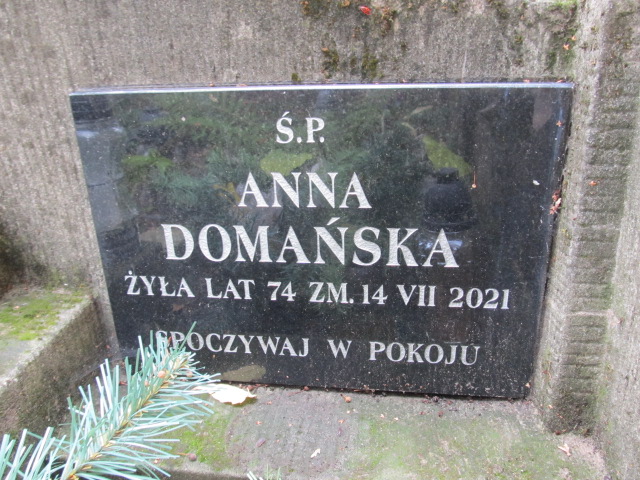 Ś.P.
ANNA
DOMAŃSKA
ŻYŁA LAT 74 ZM. 14 VII 2021
SPOCZYWAJ W POKOJU